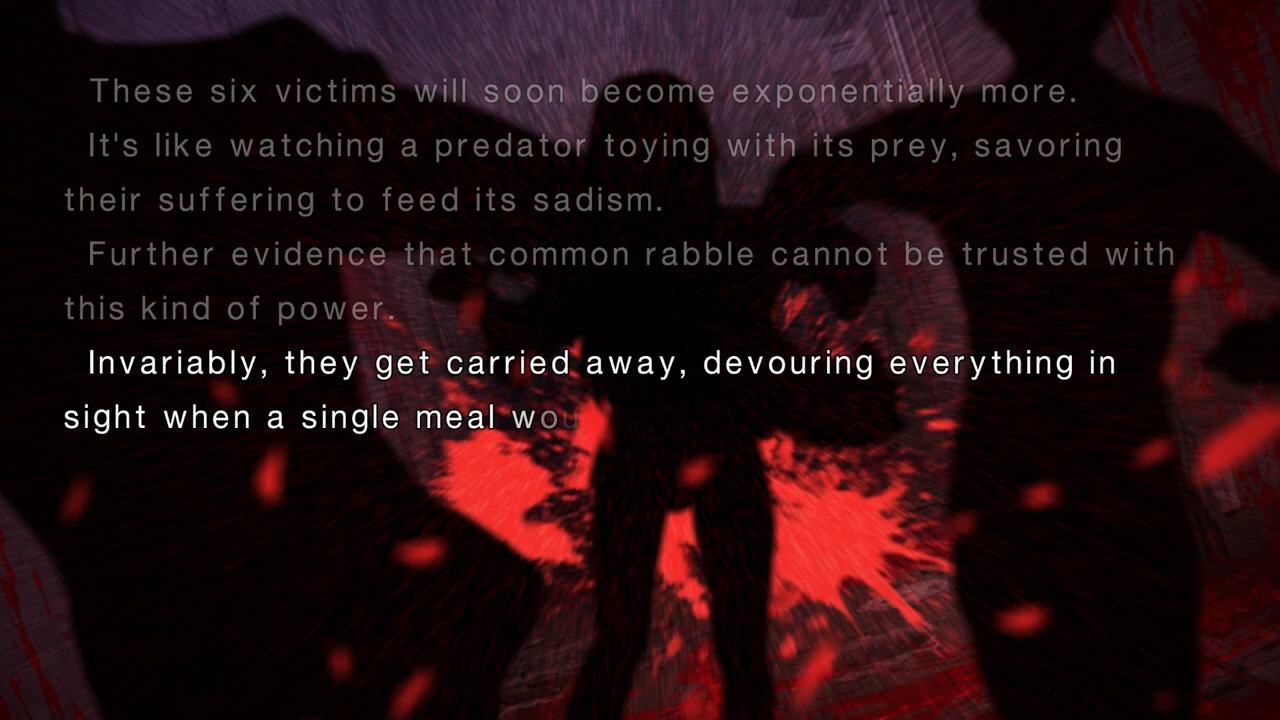 These six victims will soon become exponentially more.
It's like watching a predator toying with its prey, savoring
their suffering to feed its sadism.
Further evidence that common rabble cannot be trusted with
this kind of power.
Invariably, they get carried away, devouring everything in
sight when a single meal wou